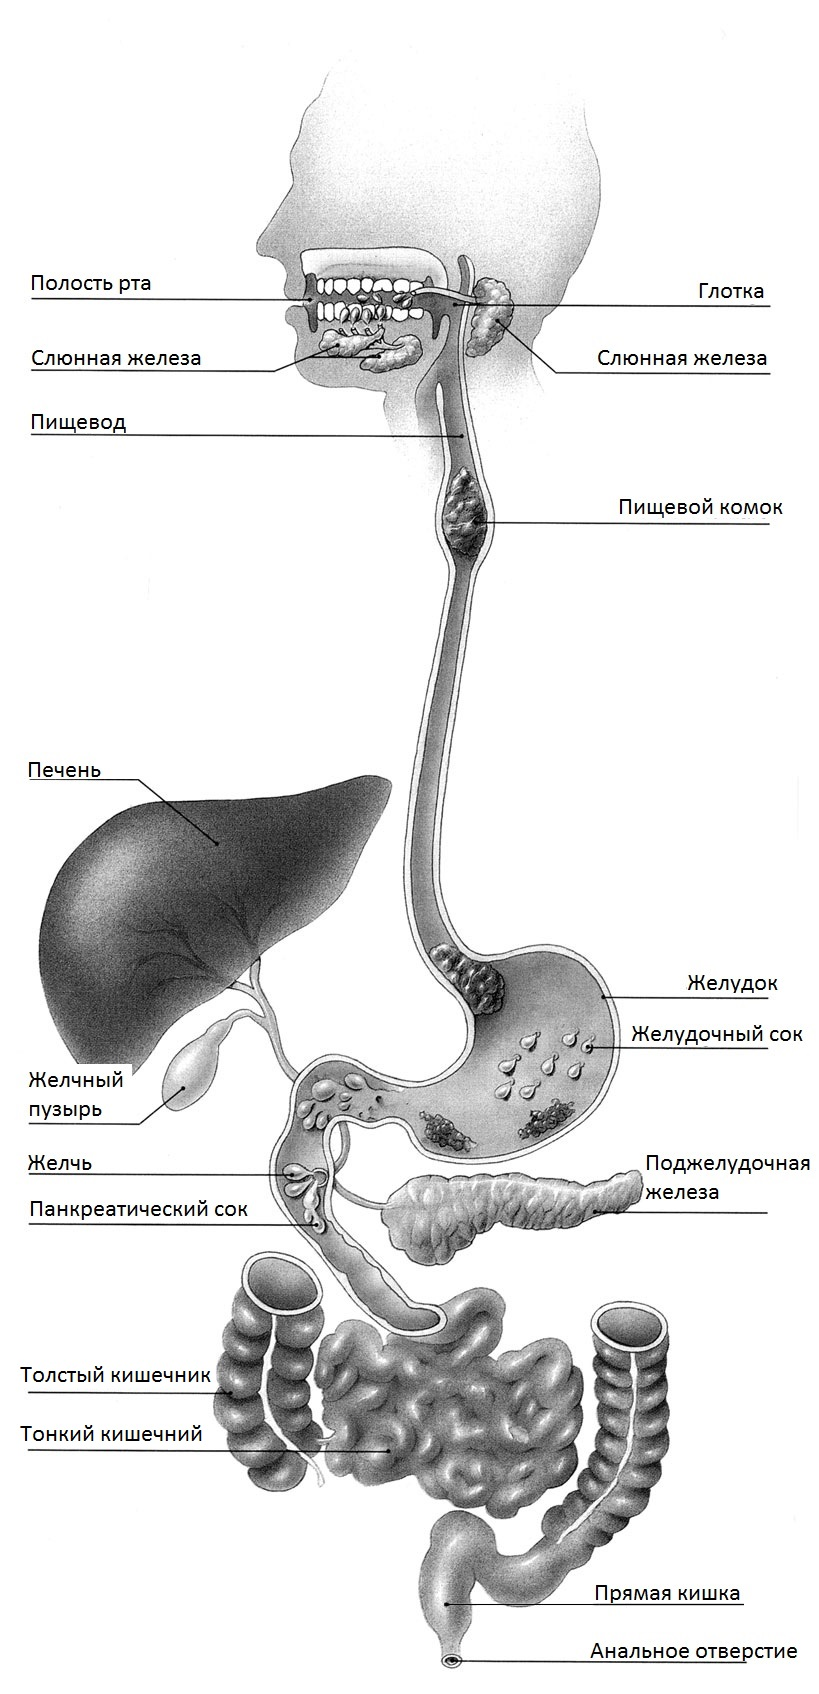 Полость рта
Глотка
Слюнная железа
Слюнная железа
Пищевод
Пищевой комок
Печень
Желудок
Желудочный сок
Желчный
пузырь
Желчь
Поджелудочная
железа
Панкреатический сок
Толстый кишечник
Тонкий кишечний
Прямая кишка
Анальное отверстие